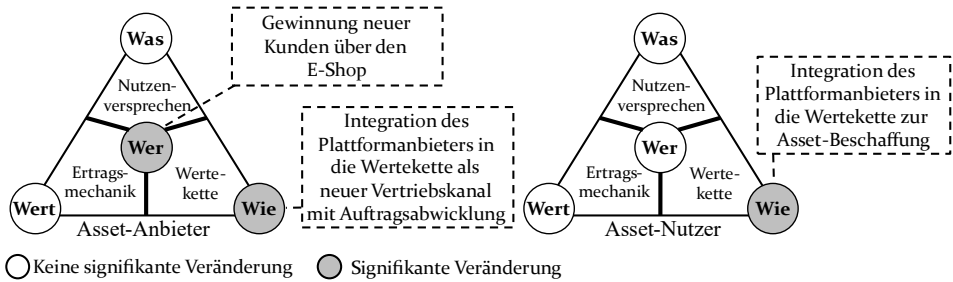 Was
Gewinnung neuer
Kunden über den
E-Shop
Nutzen-
versprechen
Wer
Integration des
Plattformanbieters in
die Wertekette als
neuer Vertriebskanal
mit Auftragsabwicklung
Ertrags-
mechanik
Werte-
kette
Wert
Wie
Asset-Anbieter
Was
Integration des
Plattformanbieters in
die Wertekette zur
Asset-Beschaffung
Nutzen-
versprechen
Wer
Ertrags-
mechanik
Werte-
kette
Wert
Wie
Asset-Nutzer
Keine signifikante Veränderung
Signifikante Veränderung